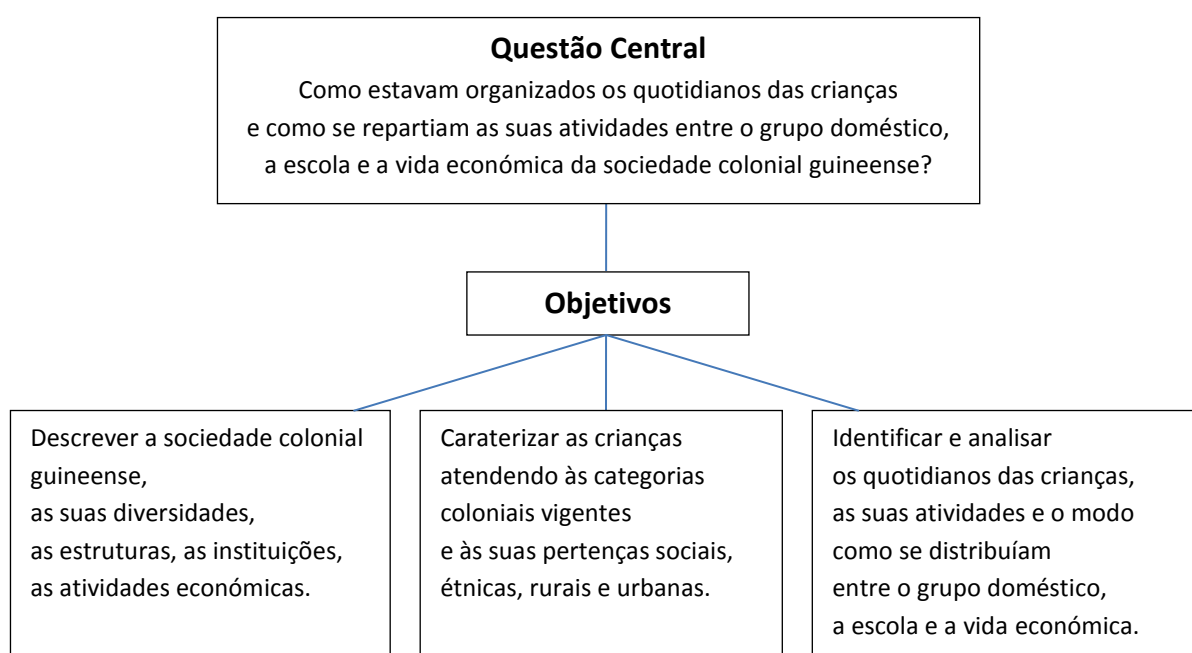 Questão Central
Como estavam organizados os quotidianos das crianças
e como se repartiam as suas atividades entre o grupo doméstico,
a escola e a vida económica da sociedade colonial guineense?
Objetivos
Descrever a sociedade colonial
guineense,
as suas diversidades,
as estruturas, as instituições,
as atividades económicas.
Caraterizar as crianças
atendendo às categorias
coloniais vigentes
e às suas pertenças sociais,
étnicas, rurais e urbanas.
Identificar e analisar
os quotidianos das crianças,
as suas atividades e o modo
como se distribuíam
entre o grupo doméstico,
a escola e a vida económica.